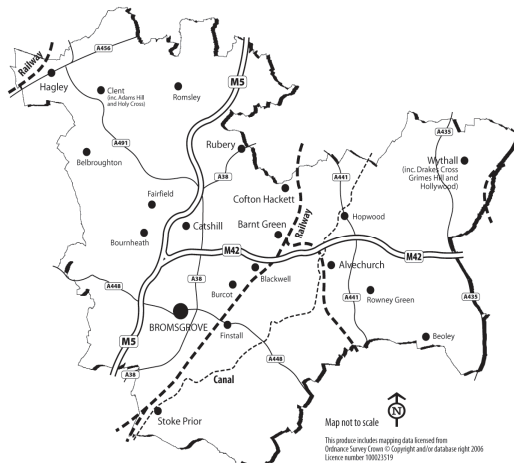 A456
Railway
Hagley
Clent
(inc. Adams Hill
and Holy Cross)
Romsley
M5
A435
A491
Rubery
Belbroughton
A38
Wythall
(inc. Drakes Cross
Grimes Hill and
Hollywood)
A441
Cofton Hackett
Fairfield
Hopwood
Catshill
Barnt Green
Railway
Bournheath
M42
M42
Alvechurch
Blackwell
A448
A38
Burcot
Rowney Green
A441
A435
BROMSGROVE
Finstall
Beoley
M5
A448
A38
Canal
Stoke Prior
N
Map not to scale
This produce includes mapping data licensed from
Ordnance Survey Crown © Copyright and/or database right 2006
Licence number 100023519